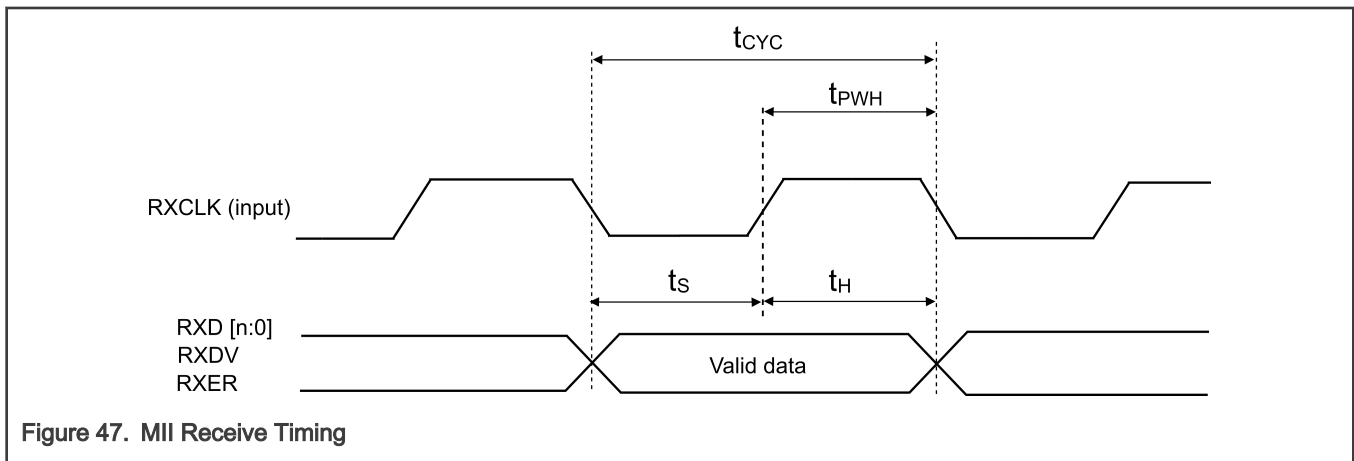 tCYC
tPWH
RXCLK (input)
tS
tH
RXD [n:0]
RXDV
Valid data
RXER
Figure 47. MII Receive Timing